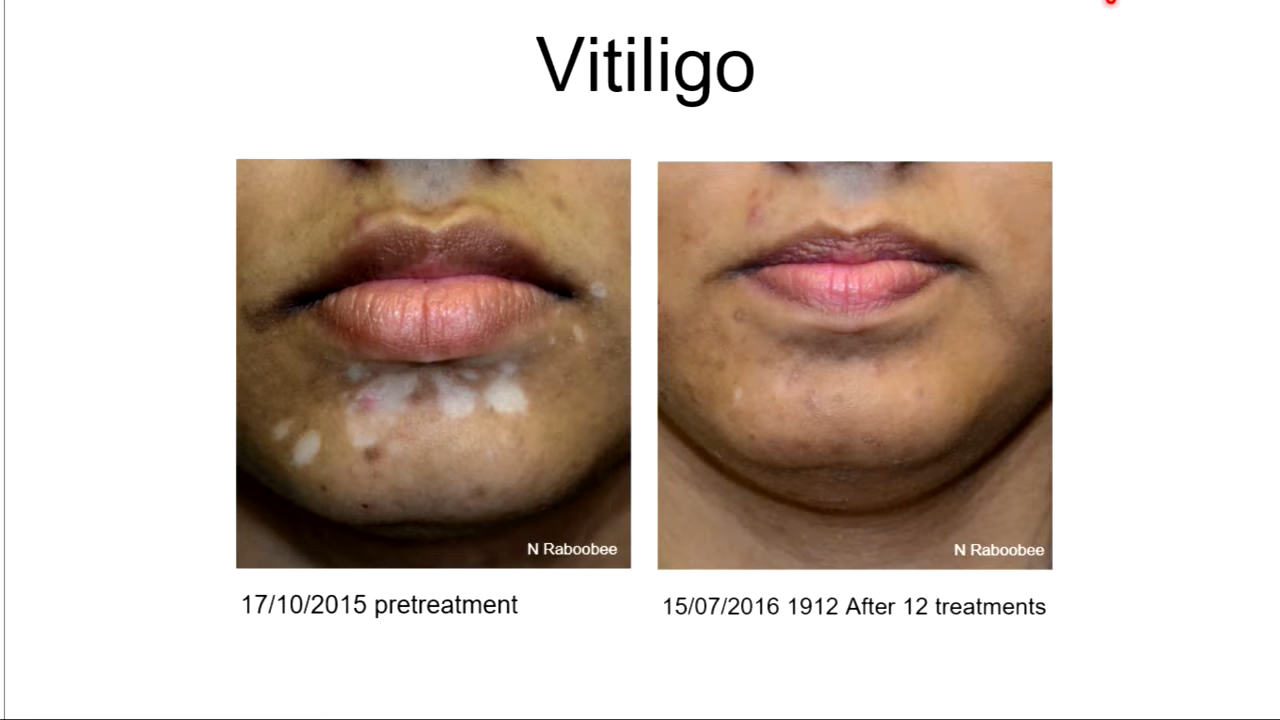 Vitiligo
N Raboobee
N Raboobee
17/10/2015 pretreatment
15/07/2016 1912 After 12 treatments